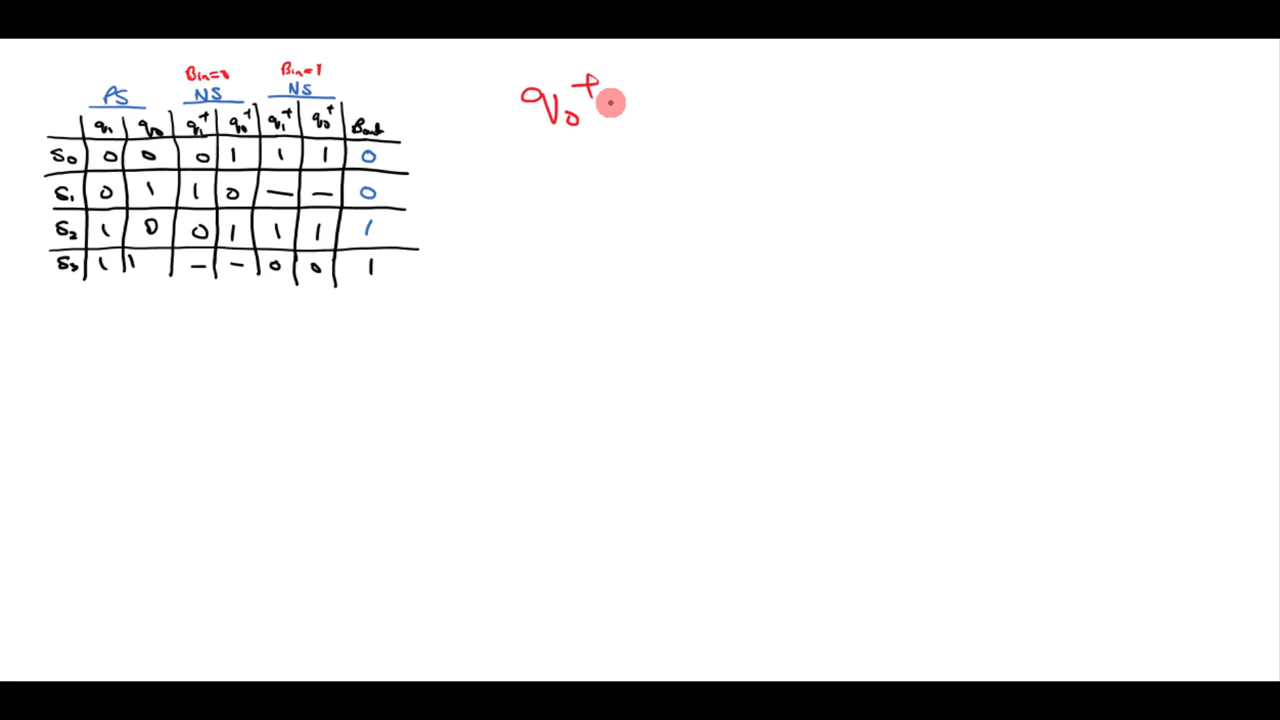 Bin=0 Bin=1
PS NS NS
q1 q0 q1+ q0+ q1+ q0+ Bout
S0 0 0 0 1 1 1 0
S1 0 1 1 0 — — 0
S2 1 0 0 1 1 1 1
S3 1 1 — — 0 0 1
q0+